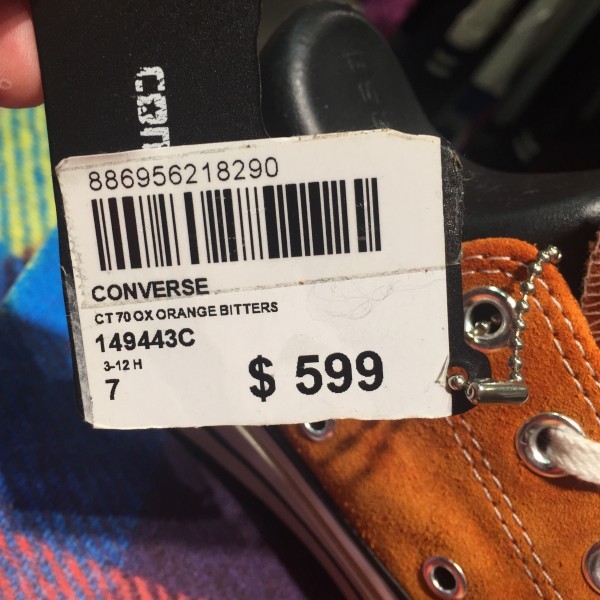 886956218290
CONVERSE
CT 70 OX ORANGE BITTERS
149443C
3-12 H
7
$ 599